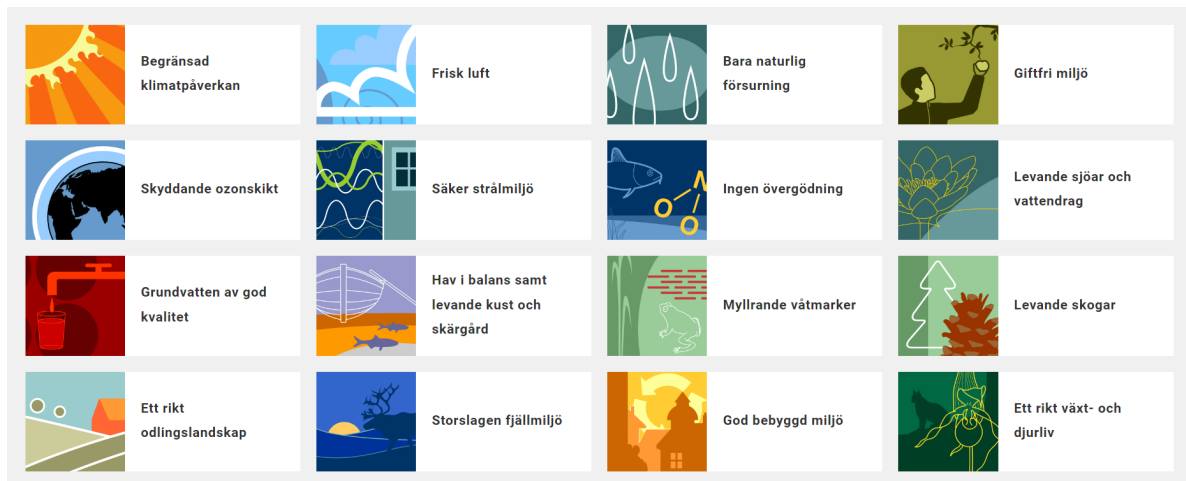 Begränsad
klimatpåverkan
Frisk luft
Bara naturlig
försurning
Giftfri miljö
Skyddande ozonskikt
Säker strålmiljö
Ingen övergödning
Levande sjöar och
vattendrag
Grundvatten av god
kvalitet
Hav i balans samt
levande kust och
skärgård
Myllrande våtmarker
Levande skogar
Ett rikt
odlingslandskap
Storslagen fjällmiljö
God bebyggd miljö
Ett rikt växt- och
djurliv